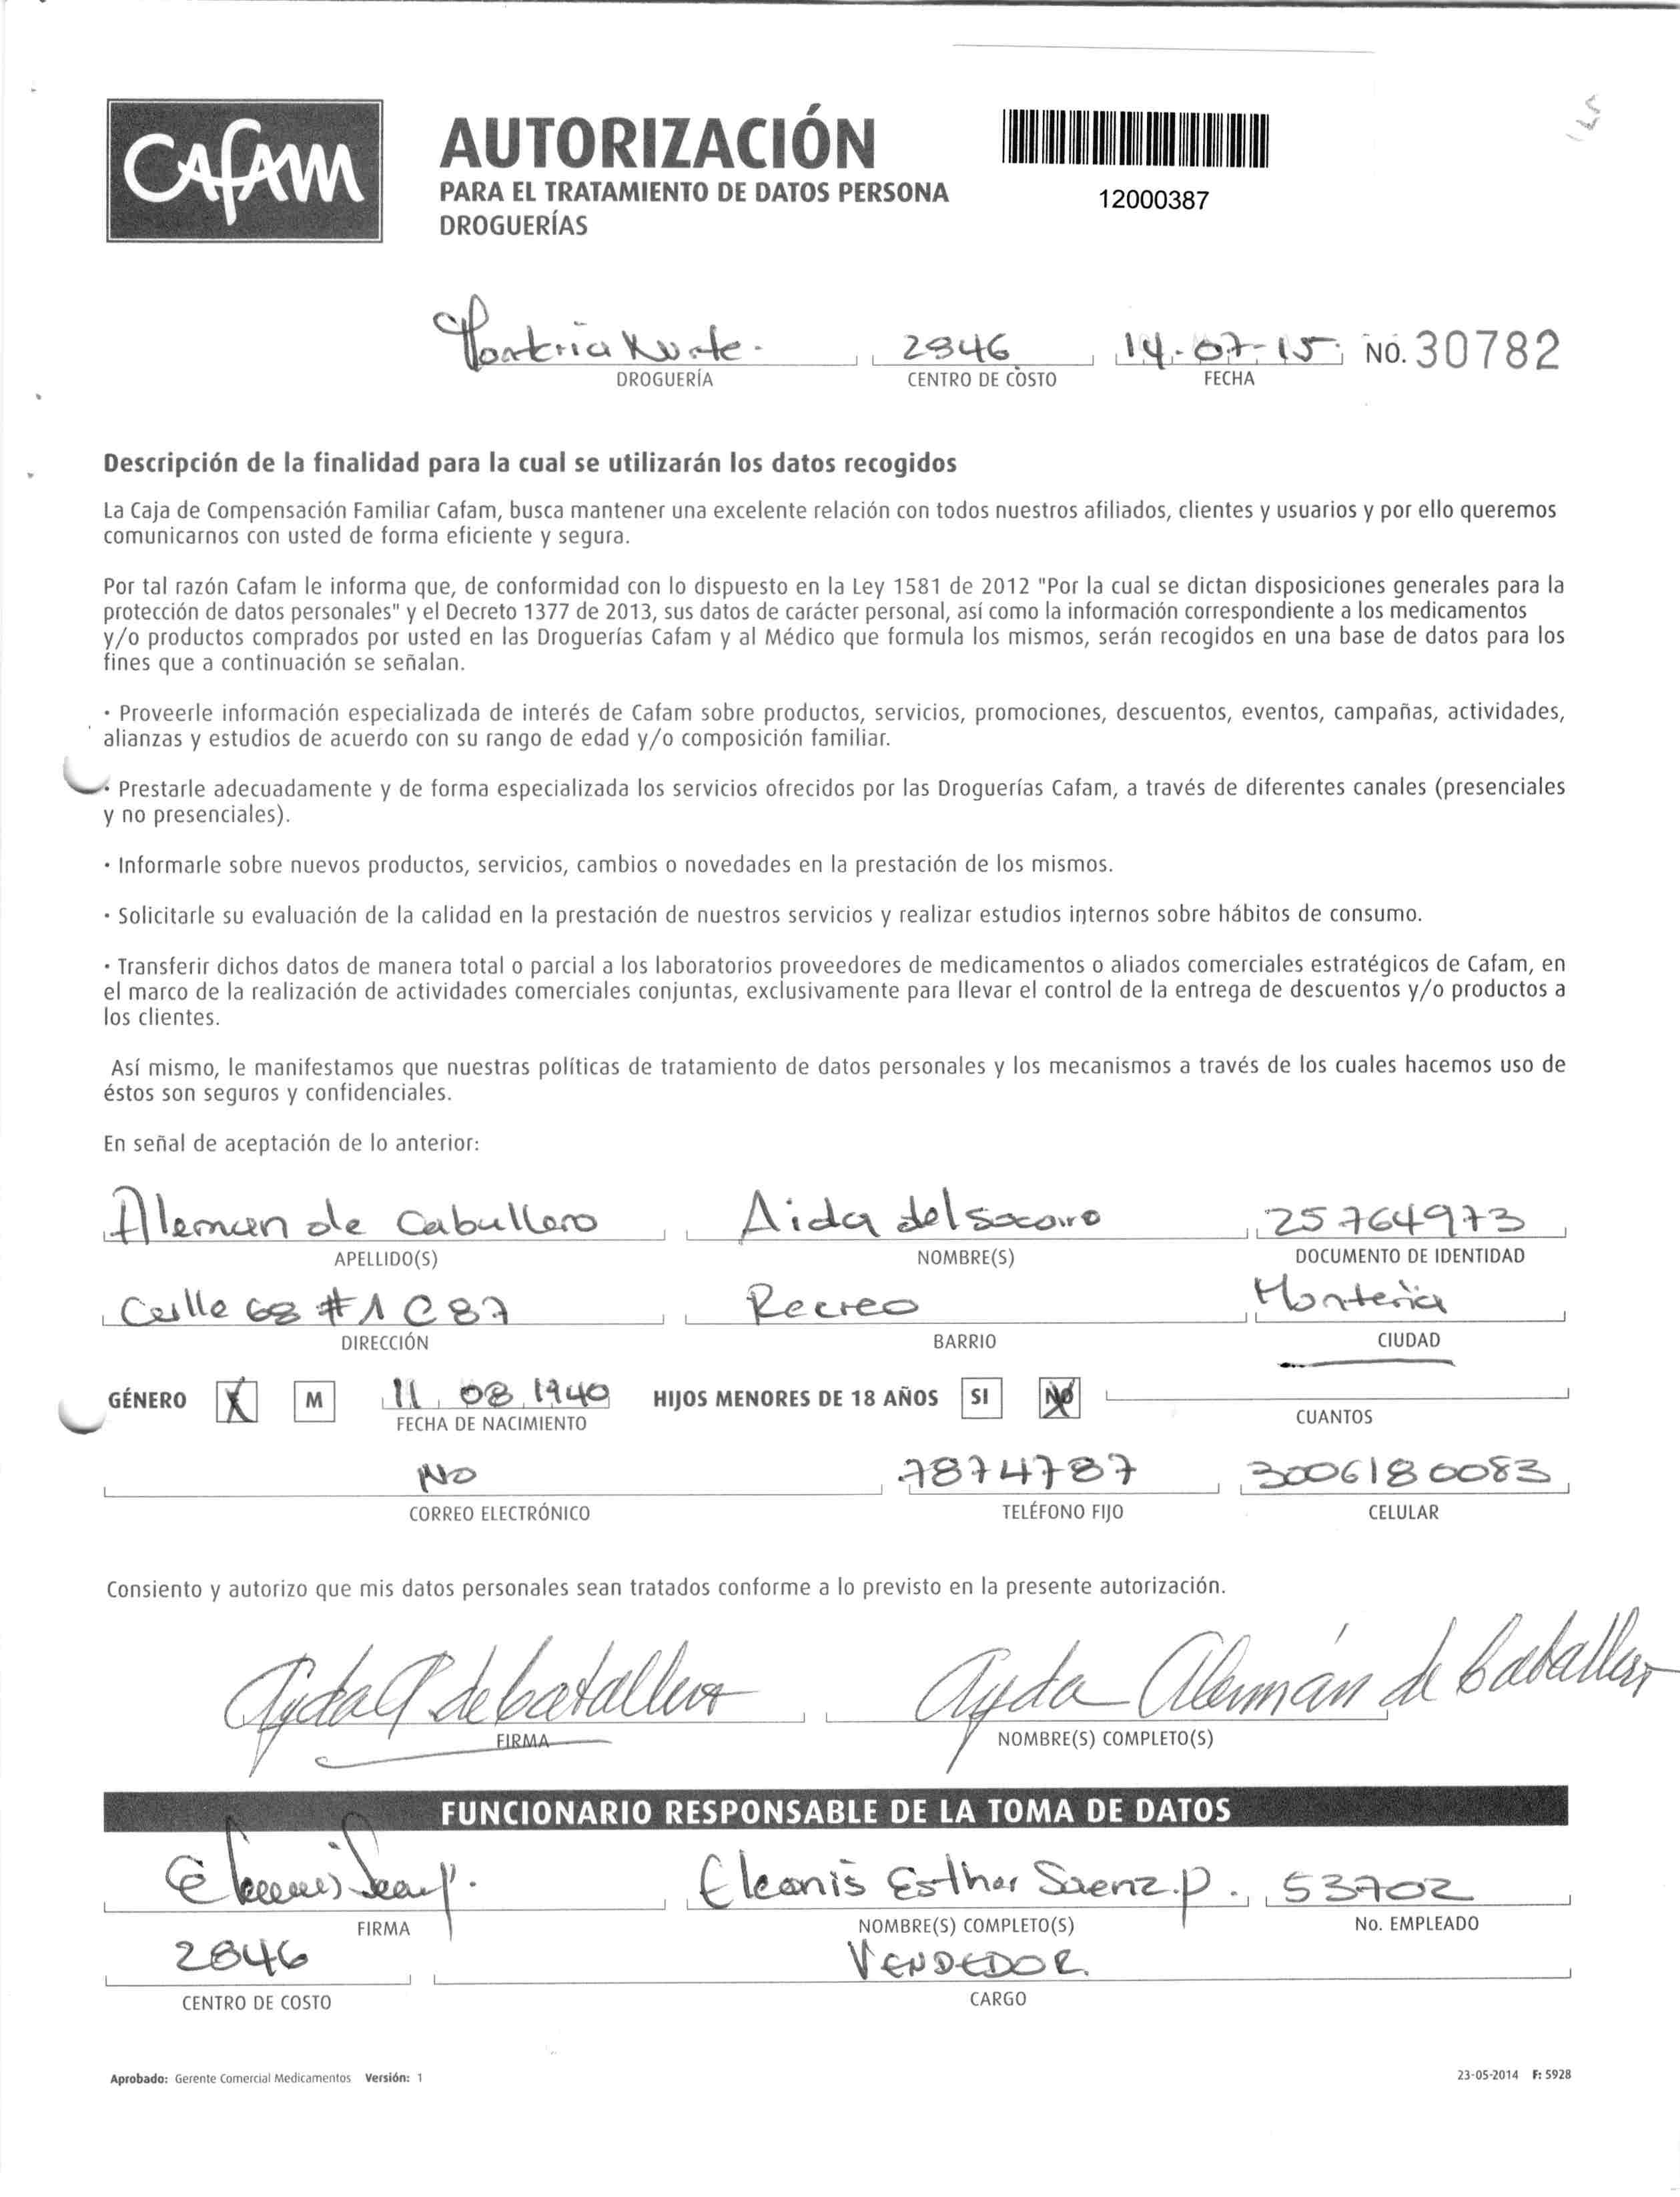 Cafam
AUTORIZACIÓN
PARA EL TRATAMIENTO DE DATOS PERSONA
DROGUERÍAS
12000387
Montería Norte. 2846 14-07-15 NO. 30782
DROGUERÍA CENTRO DE COSTO FECHA
Descripción de la finalidad para la cual se utilizarán los datos recogidos
La Caja de Compensación Familiar Cafam, busca mantener una excelente relación con todos nuestros afiliados, clientes y usuarios y por ello queremos
comunicarnos con usted de forma eficiente y segura.
Por tal razón Cafam le informa que, de conformidad con lo dispuesto en la Ley 1581 de 2012 "Por la cual se dictan disposiciones generales para la
protección de datos personales" y el Decreto 1377 de 2013, sus datos de carácter personal, así como la información correspondiente a los medicamentos
y/o productos comprados por usted en las Droguerías Cafam y al Médico que formula los mismos, serán recogidos en una base de datos para los
fines que a continuación se señalan.
· Proveerle información especializada de interés de Cafam sobre productos, servicios, promociones, descuentos, eventos, campañas, actividades,
alianzas y estudios de acuerdo con su rango de edad y/o composición familiar.
· Prestarle adecuadamente y de forma especializada los servicios ofrecidos por las Droguerías Cafam, a través de diferentes canales (presenciales
y no presenciales).
· Informarle sobre nuevos productos, servicios, cambios o novedades en la prestación de los mismos.
· Solicitarle su evaluación de la calidad en la prestación de nuestros servicios y realizar estudios internos sobre hábitos de consumo.
· Transferir dichos datos de manera total o parcial a los laboratorios proveedores de medicamentos o aliados comerciales estratégicos de Cafam, en
el marco de la realización de actividades comerciales conjuntas, exclusivamente para llevar el control de la entrega de descuentos y/o productos a
los clientes.
Así mismo, le manifestamos que nuestras políticas de tratamiento de datos personales y los mecanismos a través de los cuales hacemos uso de
éstos son seguros y confidenciales.
En señal de aceptación de lo anterior:
Aleman de Caballero Aida del socorro 25764973
APELLIDO(S) NOMBRE(S) DOCUMENTO DE IDENTIDAD
Calle 68 #1 C 87 Recreo Montería
DIRECCIÓN BARRIO CIUDAD
GÉNERO X M 11 08 1940 HIJOS MENORES DE 18 AÑOS SI NO
FECHA DE NACIMIENTO CUANTOS
NO 7874787 3006180083
CORREO ELECTRÓNICO TELÉFONO FIJO CELULAR
Consiento y autorizo que mis datos personales sean tratados conforme a lo previsto en la presente autorización.
Ayda A de Caballero Ayda Alemán de Caballero
FIRMA NOMBRE(S) COMPLETO(S)
FUNCIONARIO RESPONSABLE DE LA TOMA DE DATOS
Eleanis Esther Saenz.p. 53702
FIRMA NOMBRE(S) COMPLETO(S) No. EMPLEADO
2846 VENDEDOR.
CENTRO DE COSTO CARGO
Aprobado: Gerente Comercial Medicamentos Versión: 1 23-05-2014 F: 5928